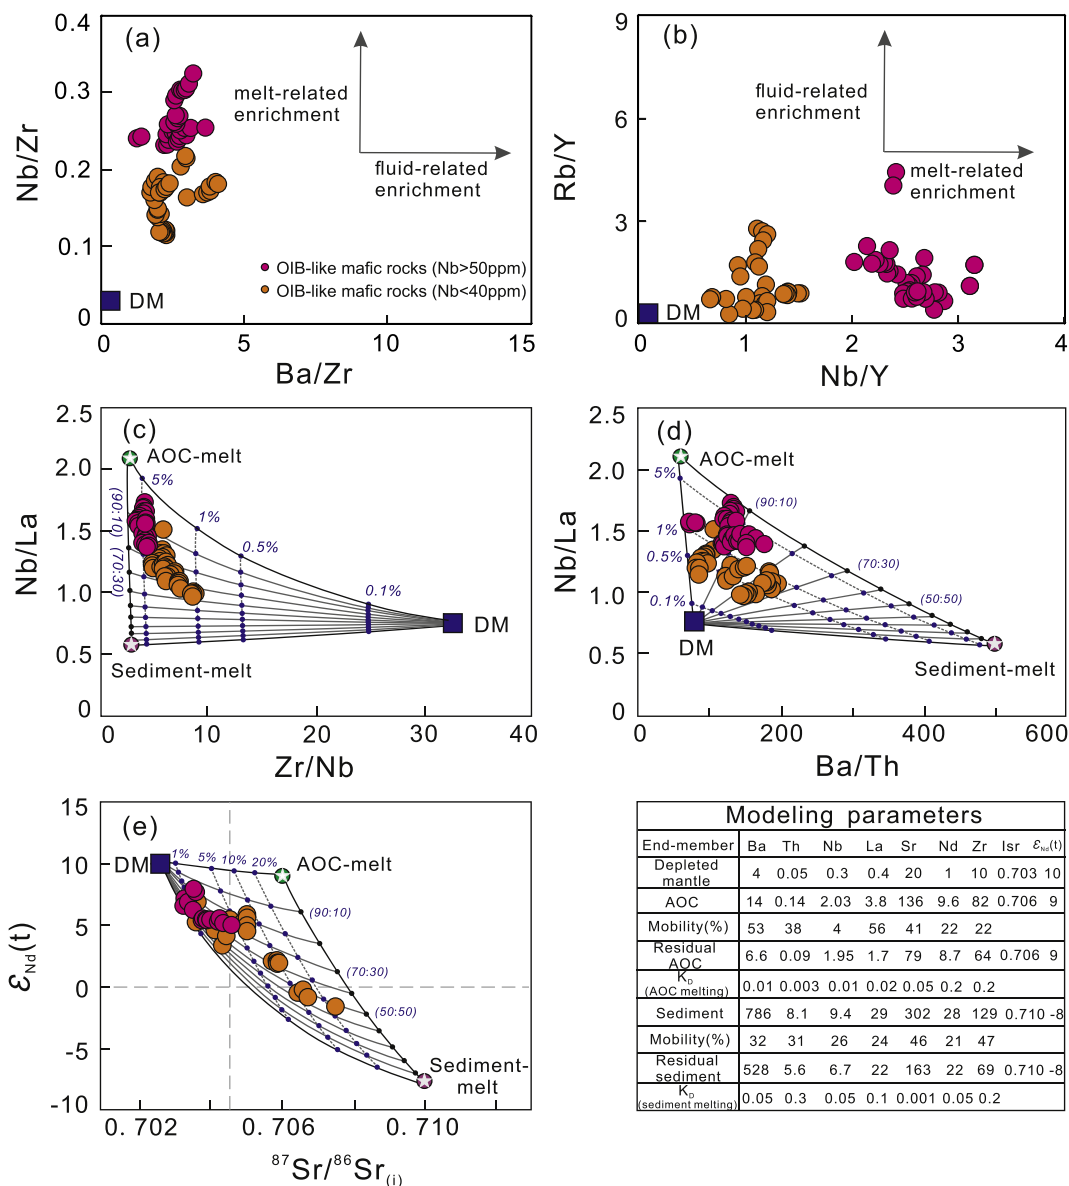 (a)
0.4
0.3
0.2
0.1
0
Nb/Zr
melt-related
enrichment
fluid-related
enrichment
OIB-like mafic rocks (Nb>50ppm)
OIB-like mafic rocks (Nb<40ppm)
DM
0 5 10 15
Ba/Zr
(b)
9
6
3
0
Rb/Y
fluid-related
enrichment
melt-related
enrichment
DM
0 1 2 3 4
Nb/Y
(c)
2.5
2.0
1.5
1.0
0.5
0
Nb/La
AOC-melt
5%
1%
0.5%
0.1%
(90:10)
(70:30)
DM
Sediment-melt
0 10 20 30 40
Zr/Nb
(d)
2.5
2.0
1.5
1.0
0.5
0
Nb/La
AOC-melt
5%
1%
0.5%
0.1%
(90:10)
(70:30)
(50:50)
DM
Sediment-melt
0 200 400 600
Ba/Th
(e)
15
10
5
0
-5
-10
ƐNd(t)
DM
1% 5% 10% 20%
AOC-melt
(90:10)
(70:30)
(50:50)
Sediment-
melt
0.702 0.706 0.710
87Sr/86Sr(i)
Modeling parameters
End-member Ba Th Nb La Sr Nd Zr Isr ƐNd(t)
Depleted
mantle 4 0.05 0.3 0.4 20 1 10 0.703 10
AOC 14 0.14 2.03 3.8 136 9.6 82 0.706 9
Mobility(%) 53 38 4 56 41 22 22
Residual
AOC 6.6 0.09 1.95 1.7 79 8.7 64 0.706 9
KD
(AOC melting) 0.01 0.003 0.01 0.02 0.05 0.2 0.2
Sediment 786 8.1 9.4 29 302 28 129 0.710 -8
Mobility(%) 32 31 26 24 46 21 47
Residual
sediment 528 5.6 6.7 22 163 22 69 0.710 -8
KD
(sediment melting) 0.05 0.3 0.05 0.1 0.001 0.05 0.2